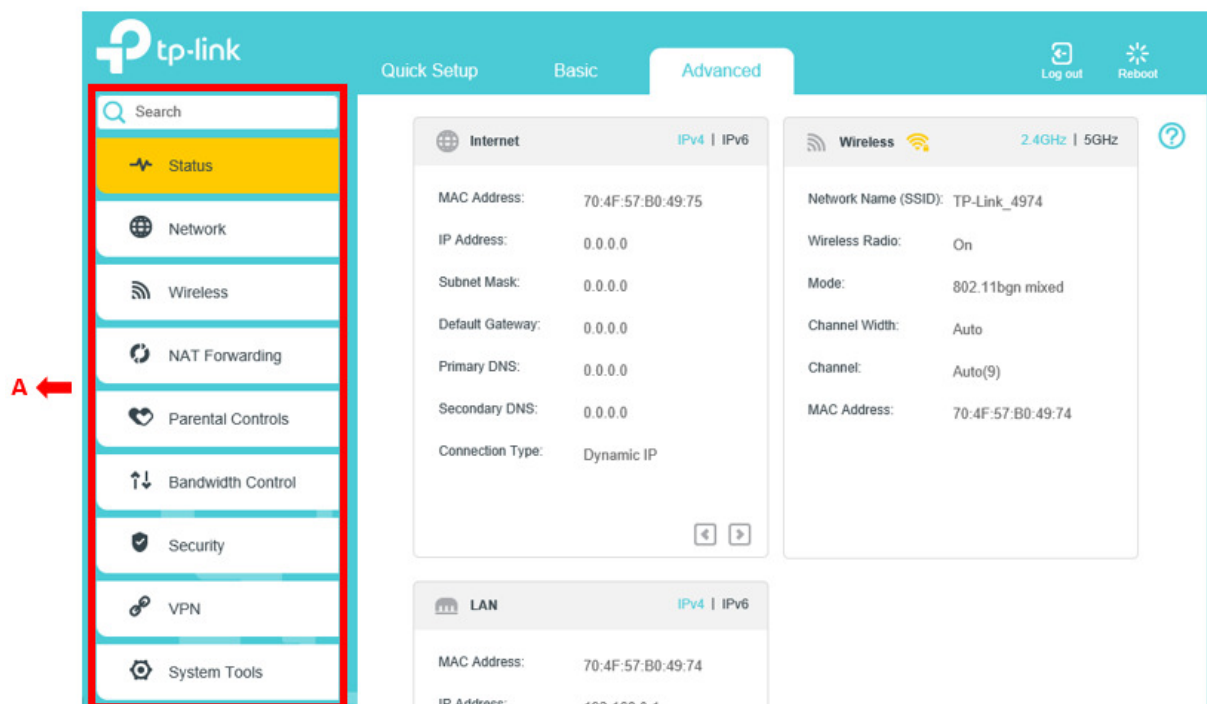 tp-link
Quick Setup Basic Advanced Log out Reboot
Search
Status
Network
Wireless
NAT Forwarding
Parental Controls
Bandwidth Control
Security
VPN
System Tools
A
Internet IPv4 | IPv6
MAC Address: 70:4F:57:B0:49:75
IP Address: 0.0.0.0
Subnet Mask: 0.0.0.0
Default Gateway: 0.0.0.0
Primary DNS: 0.0.0.0
Secondary DNS: 0.0.0.0
Connection Type: Dynamic IP
Wireless 2.4GHz | 5GHz
Network Name (SSID): TP-Link_4974
Wireless Radio: On
Mode: 802.11bgn mixed
Channel Width: Auto
Channel: Auto(9)
MAC Address: 70:4F:57:B0:49:74
LAN IPv4 | IPv6
MAC Address: 70:4F:57:B0:49:74
IP Address: